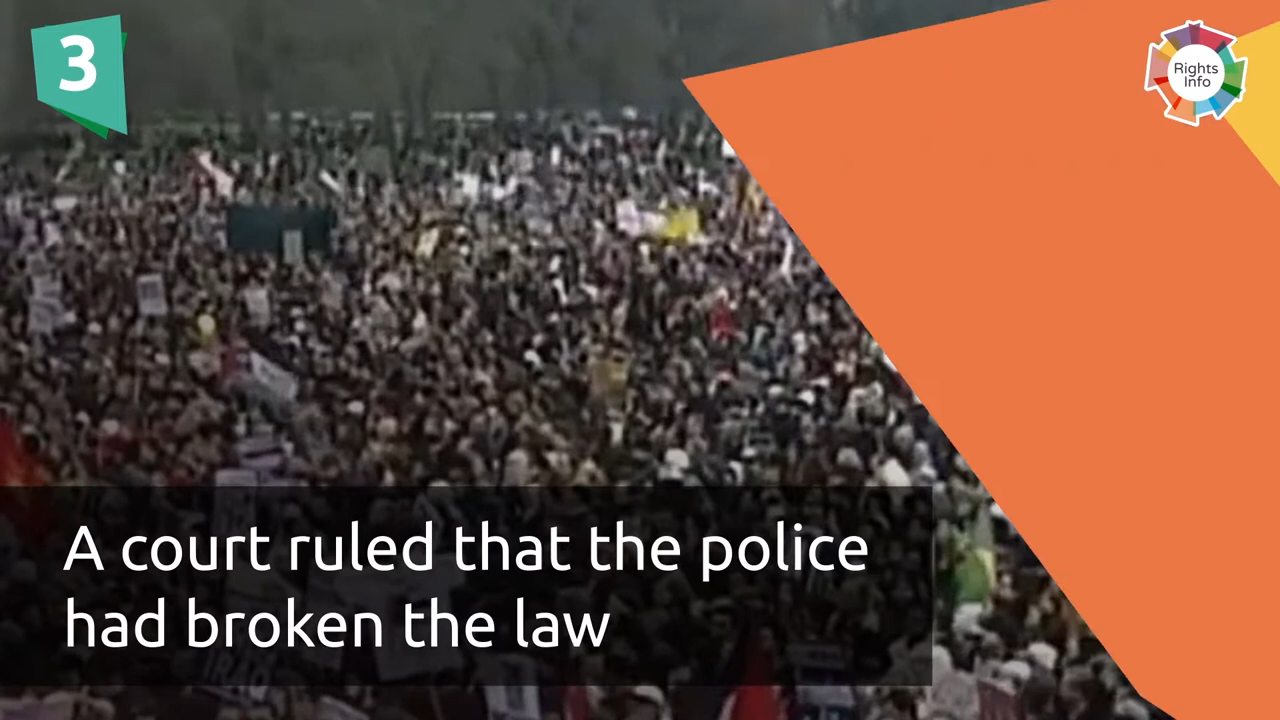 3
Rights
Info
A court ruled that the police
had broken the law